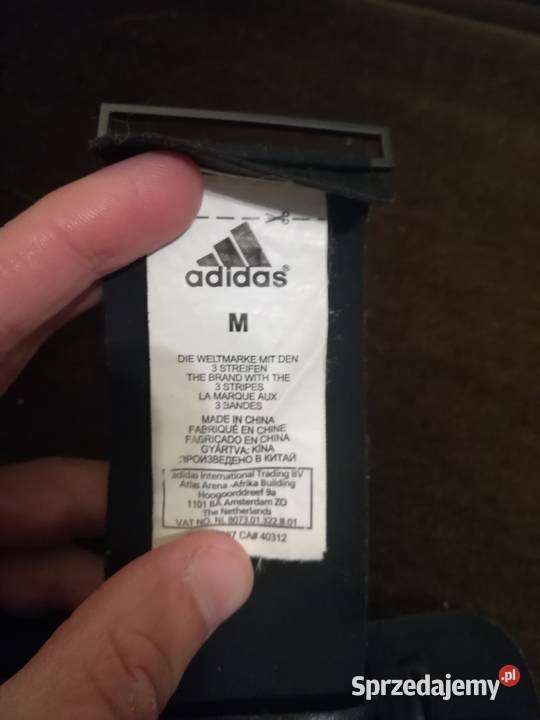 adidas®
M
DIE WELTMARKE MIT DEN
3 STREIFEN
THE BRAND WITH THE
3 STRIPES
LA MARQUE AUX
3 BANDES
MADE IN CHINA
FABRIQUÉ EN CHINE
FABRICADO EN CHINA
GYÁRTVA: KÍNA
ПРОИЗВЕДЕНО В КИТАЙ
adidas International Trading BV
Atlas Arena -Afrika Building
Hoogoorddreef 9a
1101 BA Amsterdam ZO
The Netherlands
VAT NO. NL 8073.01.322.B.01
CA# 40312
Sprzedajemy.pl